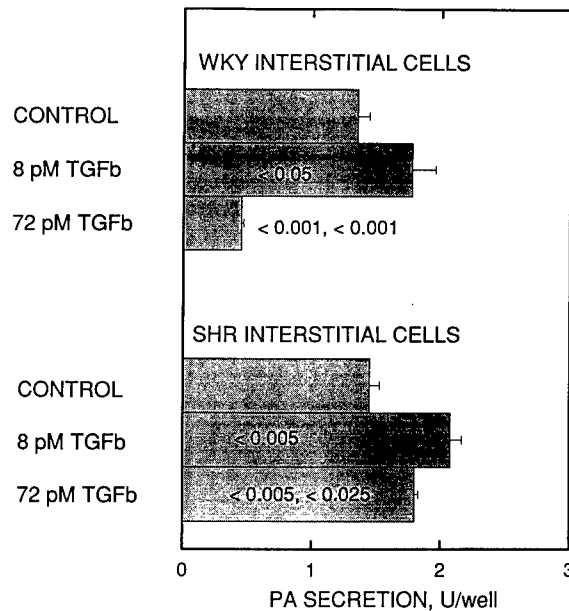 WKY INTERSTITIAL CELLS
CONTROL
8 pM TGFb
< 0.05
72 pM TGFb
< 0.001, < 0.001
SHR INTERSTITIAL CELLS
CONTROL
8 pM TGFb
< 0.005
72 pM TGFb
< 0.005, < 0.025
0 1 2 3
PA SECRETION, U/well